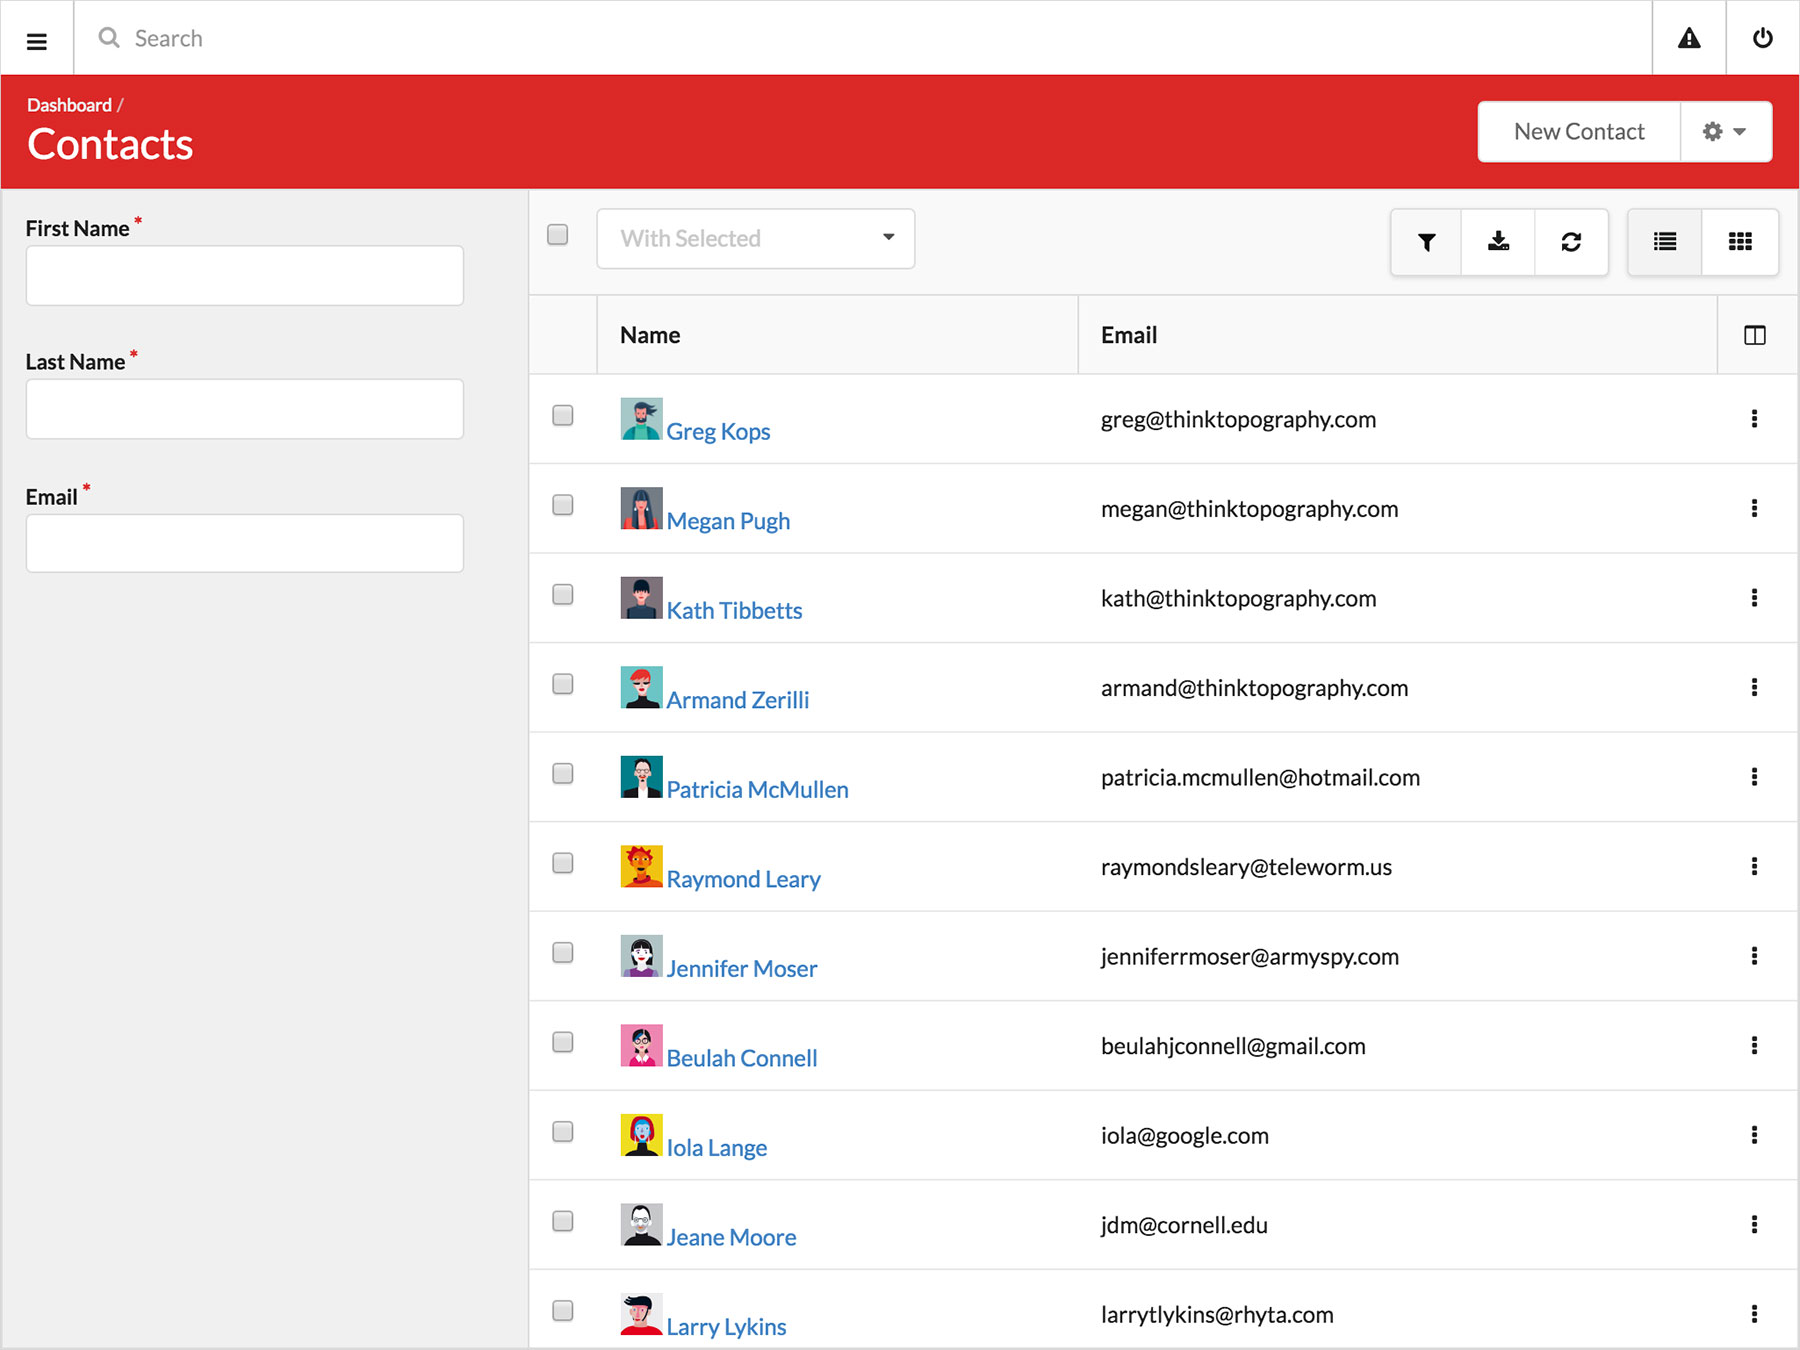 Search
Dashboard /
Contacts
New Contact
First Name *
Last Name *
Email *
With Selected
Name Email
Greg Kops greg@thinktopography.com
Megan Pugh megan@thinktopography.com
Kath Tibbetts kath@thinktopography.com
Armand Zerilli armand@thinktopography.com
Patricia McMullen patricia.mcmullen@hotmail.com
Raymond Leary raymondsleary@teleworm.us
Jennifer Moser jenniferrmoser@armyspy.com
Beulah Connell beulahjconnell@gmail.com
Iola Lange iola@google.com
Jeane Moore jdm@cornell.edu
Larry Lykins larrytlykins@rhyta.com